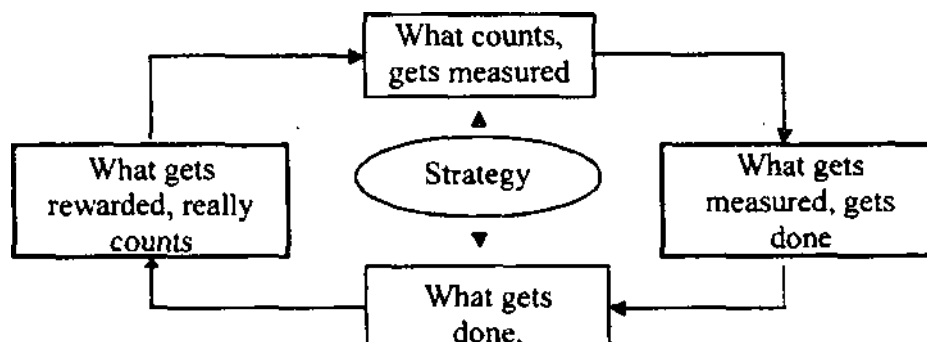 What counts,
gets measured
What gets
rewarded, really
counts
Strategy
What gets
measured, gets
done
What gets
done,